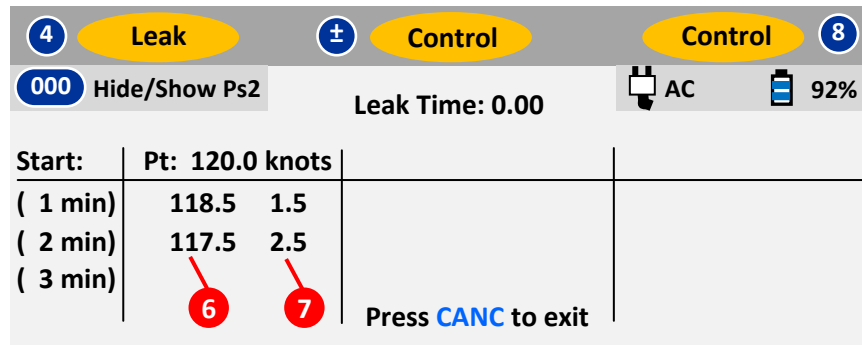 4 Leak ± Control Control 8
000 Hide/Show Ps2 Leak Time: 0.00 AC 92%
Start: Pt: 120.0 knots
( 1 min) 118.5 1.5
( 2 min) 117.5 2.5
( 3 min)
6 7
Press CANC to exit